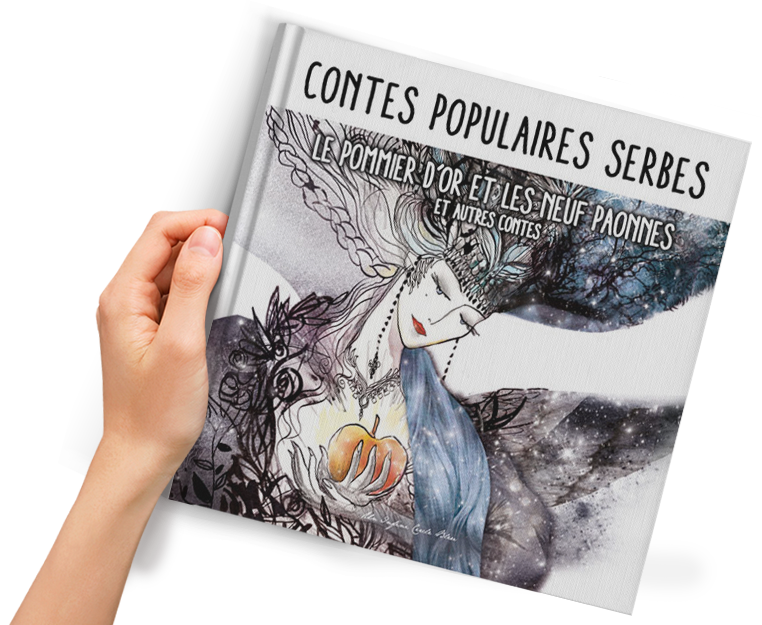 CONTES POPULAIRES SERBES
LE POMMIER D'OR ET LES NEUF PAONNES
ET AUTRES CONTES